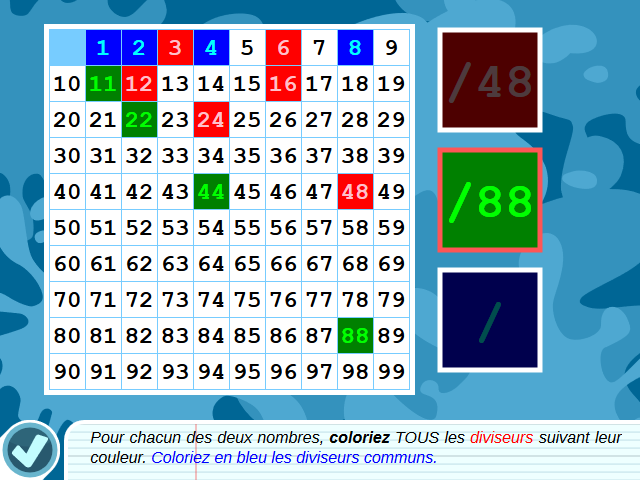 1 2 3 4 5 6 7 8 9
10 11 12 13 14 15 16 17 18 19
20 21 22 23 24 25 26 27 28 29
30 31 32 33 34 35 36 37 38 39
40 41 42 43 44 45 46 47 48 49
50 51 52 53 54 55 56 57 58 59
60 61 62 63 64 65 66 67 68 69
70 71 72 73 74 75 76 77 78 79
80 81 82 83 84 85 86 87 88 89
90 91 92 93 94 95 96 97 98 99
/48
/88
/
Pour chacun des deux nombres, coloriez TOUS les diviseurs suivant leur
couleur. Coloriez en bleu les diviseurs communs.